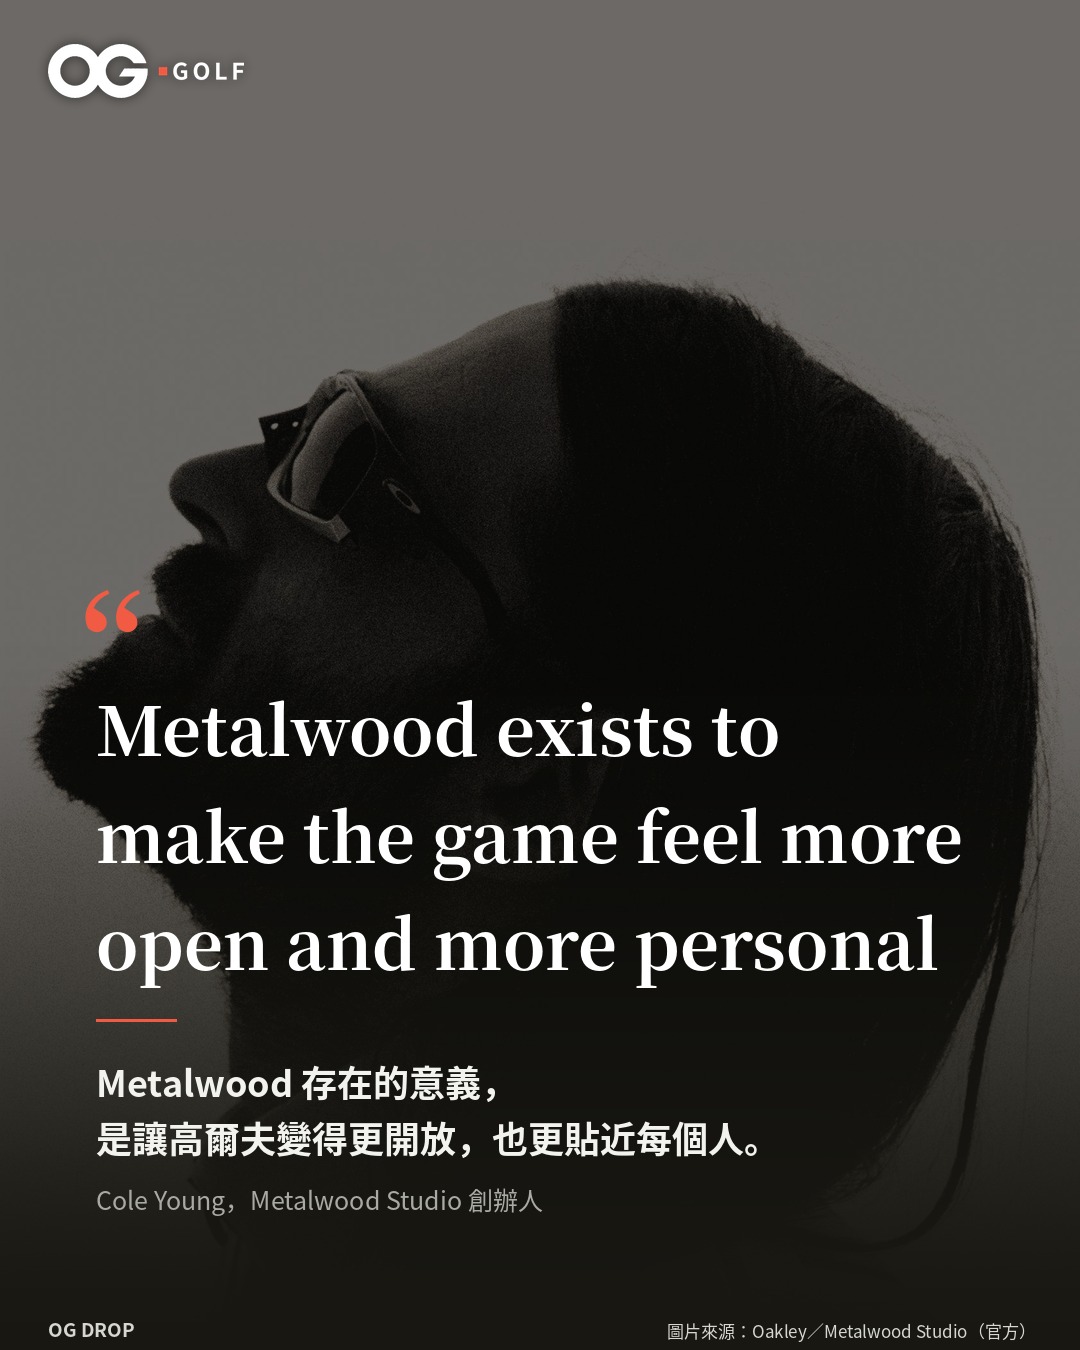 OG GOLF
“
Metalwood exists to
make the game feel more
open and more personal
Metalwood 存在的意義，
是讓高爾夫變得更開放，也更貼近每個人。
Cole Young，Metalwood Studio 創辦人
OG DROP
圖片來源：Oakley／Metalwood Studio（官方）